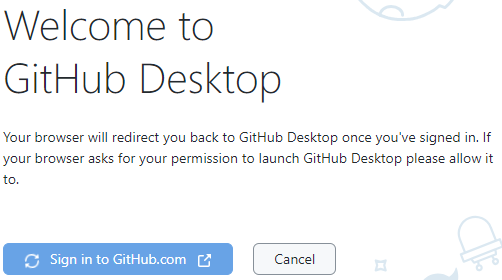 Welcome to
GitHub Desktop
Your browser will redirect you back to GitHub Desktop once you've signed in. If
your browser asks for your permission to launch GitHub Desktop please allow it
to.
Sign in to GitHub.com Cancel